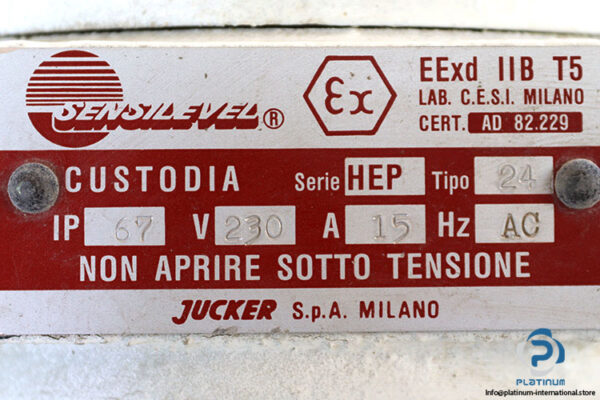 SENSILEVEL ®
Ex
EExd IIB T5
LAB. C.E.S.I. MILANO
CERT. AD 82.229
CUSTODIA Serie HEP Tipo 24
IP 67 V 230 A 15 Hz AC
NON APRIRE SOTTO TENSIONE
JUCKER S.p.A. MILANO
PLATINUM
Info@platinum-international.store